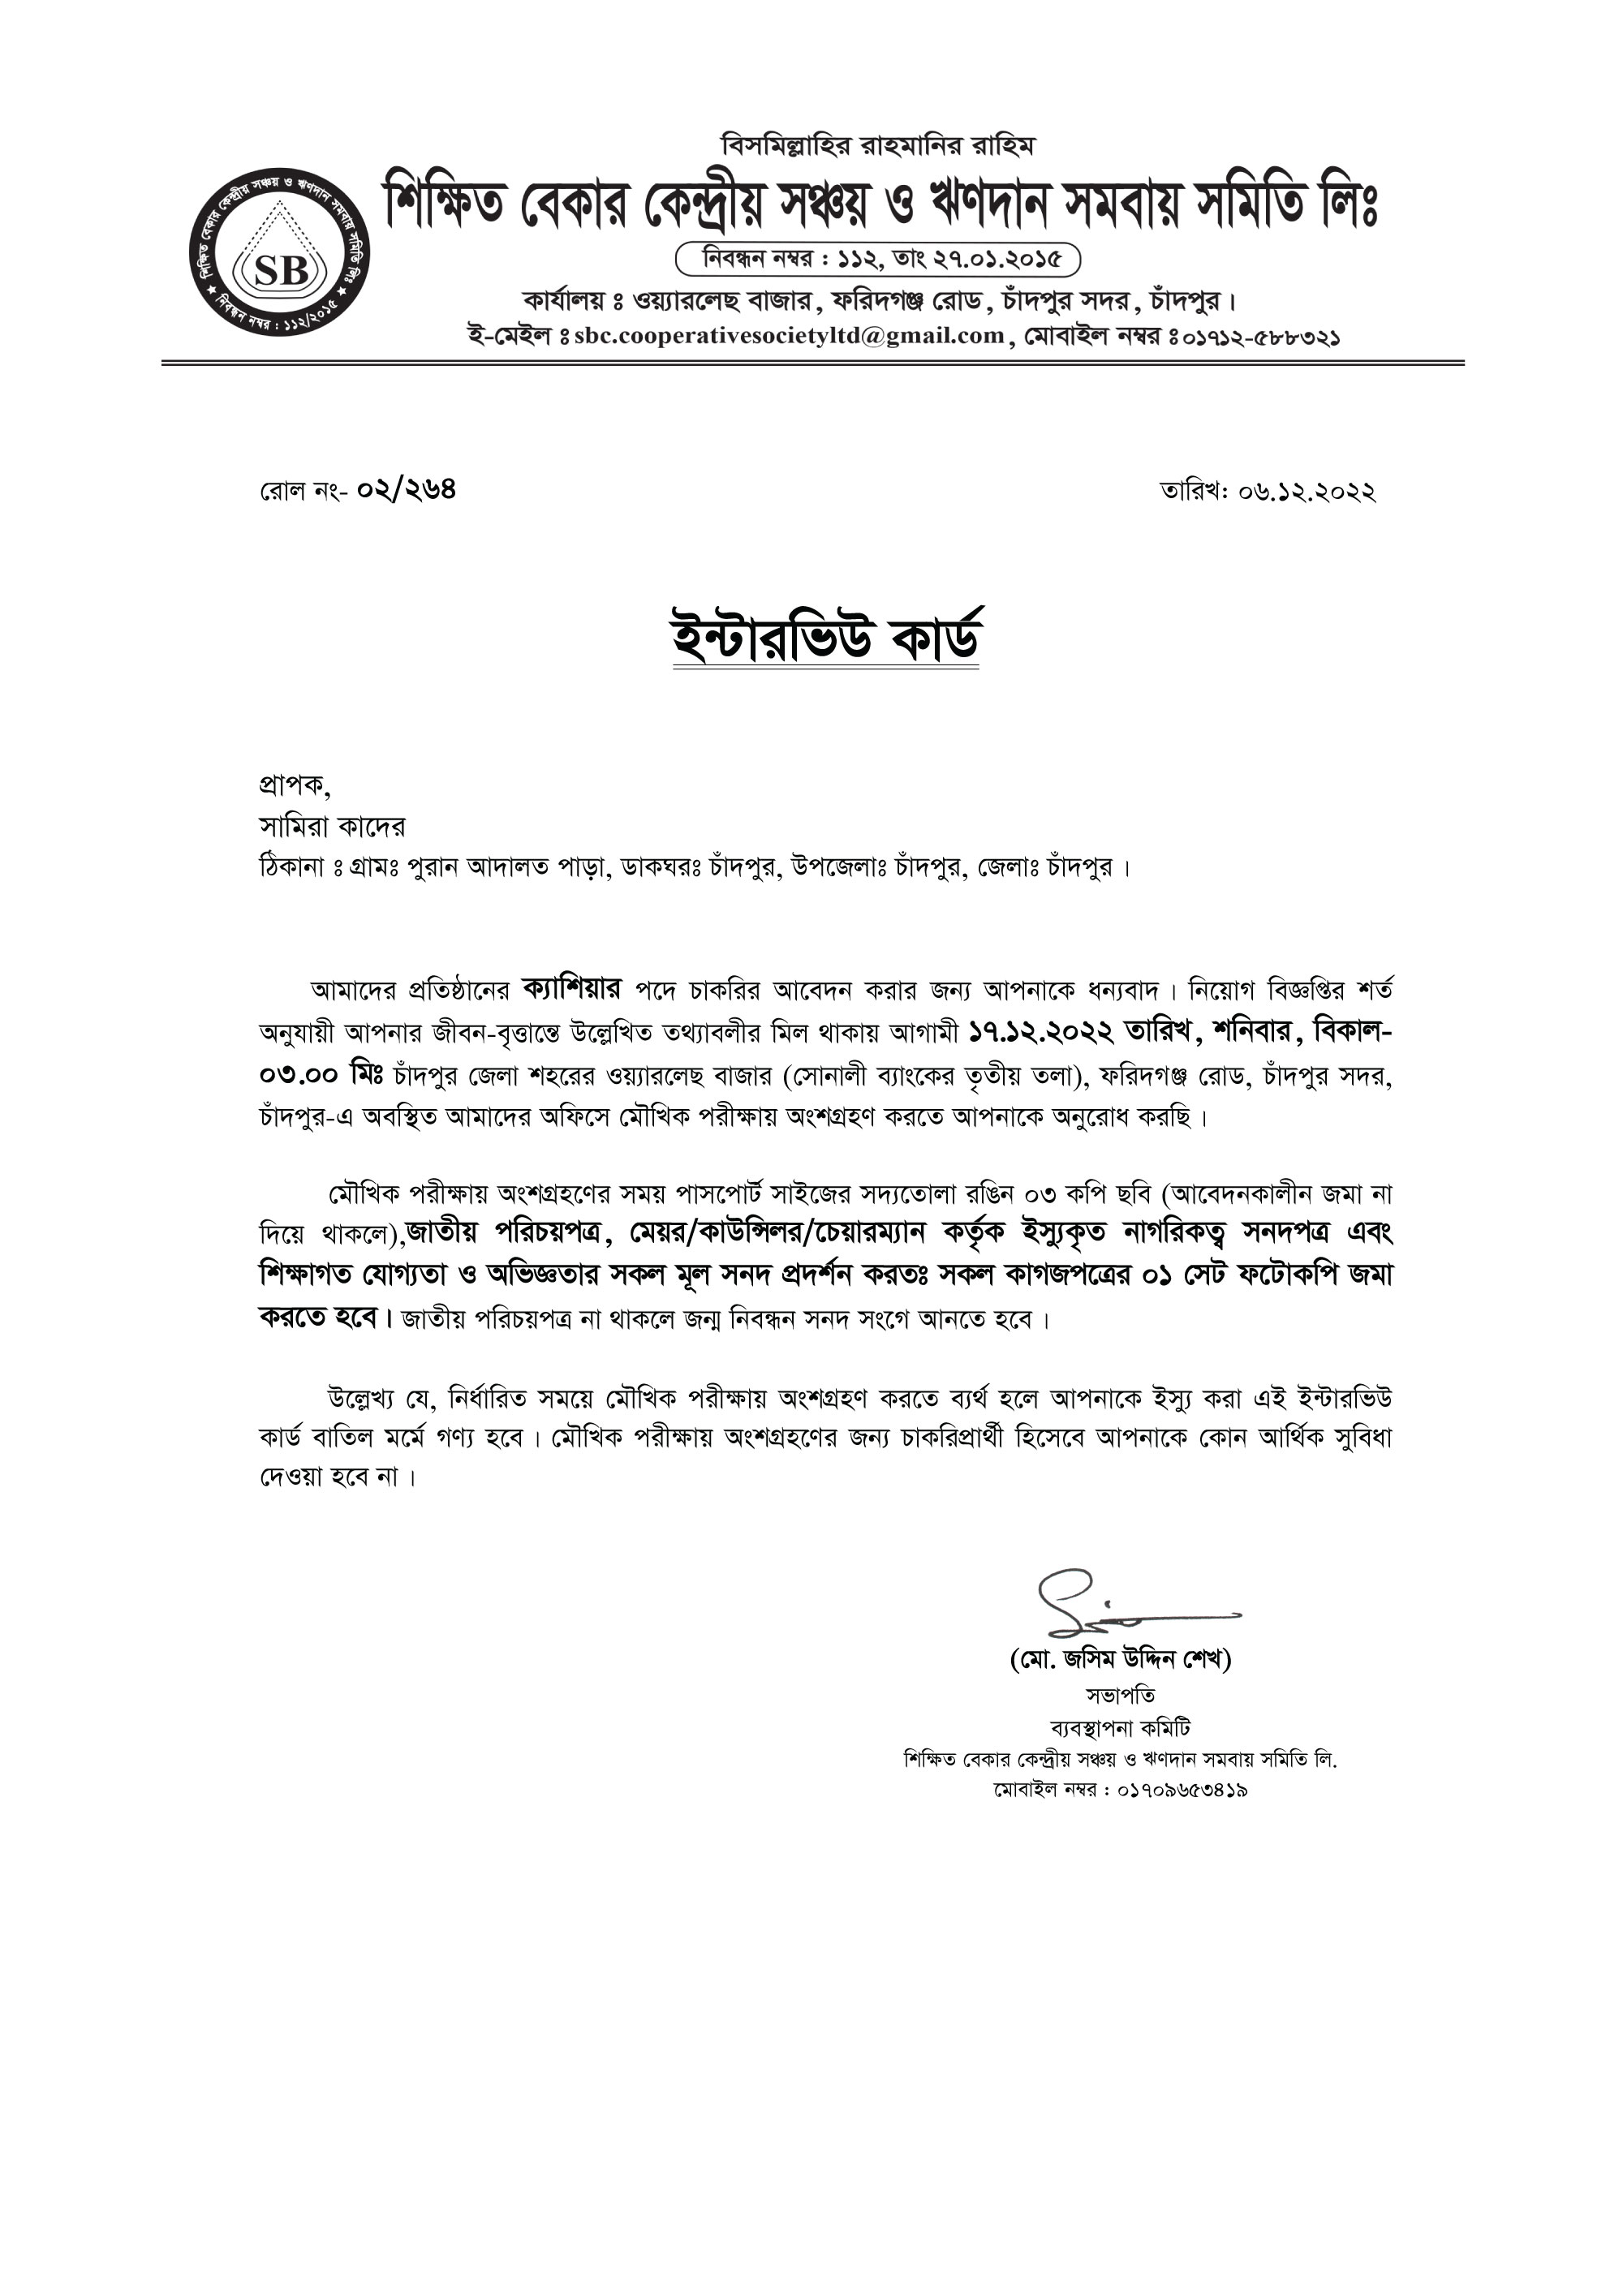 বিসমিল্লাহির রাহমানির রাহিম
শিক্ষিত বেকার কেন্দ্রীয় সঞ্চয় ও ঋণদান সমবায় সমিতি লিঃ
নিবন্ধন নম্বর : ১১২, তাং ২৭.০১.২০১৫
কার্যালয় ঃ ওয়্যারলেছ বাজার, ফরিদগঞ্জ রোড, চাঁদপুর সদর, চাঁদপুর।
ই-মেইল ঃ sbc.cooperativesocietyltd@gmail.com, মোবাইল নম্বর ঃ ০১৭১২-৫৮৮৩২১
শিক্ষিত বেকার কেন্দ্রীয় সঞ্চয় ও ঋণদান সমবায় সমিতি লিঃ
SB
★ নিবন্ধন নম্বর : ১১২/২০১৫ ★
রোল নং- ০২/২৬৪
তারিখ: ০৬.১২.২০২২
ইন্টারভিউ কার্ড
প্রাপক,
সামিরা কাদের
ঠিকানা ঃ গ্রামঃ পুরান আদালত পাড়া, ডাকঘরঃ চাঁদপুর, উপজেলাঃ চাঁদপুর, জেলাঃ চাঁদপুর ।
আমাদের প্রতিষ্ঠানের ক্যাশিয়ার পদে চাকরির আবেদন করার জন্য আপনাকে ধন্যবাদ । নিয়োগ বিজ্ঞপ্তির শর্ত
অনুযায়ী আপনার জীবন-বৃত্তান্তে উল্লেখিত তথ্যাবলীর মিল থাকায় আগামী ১৭.১২.২০২২ তারিখ, শনিবার, বিকাল-
০৩.০০ মিঃ চাঁদপুর জেলা শহরের ওয়্যারলেছ বাজার (সোনালী ব্যাংকের তৃতীয় তলা), ফরিদগঞ্জ রোড, চাঁদপুর সদর,
চাঁদপুর-এ অবস্থিত আমাদের অফিসে মৌখিক পরীক্ষায় অংশগ্রহণ করতে আপনাকে অনুরোধ করছি ।
মৌখিক পরীক্ষায় অংশগ্রহণের সময় পাসপোর্ট সাইজের সদ্যতোলা রঙিন ০৩ কপি ছবি (আবেদনকালীন জমা না
দিয়ে থাকলে),জাতীয় পরিচয়পত্র, মেয়র/কাউন্সিলর/চেয়ারম্যান কর্তৃক ইস্যুকৃত নাগরিকত্ব সনদপত্র এবং
শিক্ষাগত যোগ্যতা ও অভিজ্ঞতার সকল মূল সনদ প্রদর্শন করতঃ সকল কাগজপত্রের ০১ সেট ফটোকপি জমা
করতে হবে। জাতীয় পরিচয়পত্র না থাকলে জন্ম নিবন্ধন সনদ সংগে আনতে হবে ।
উল্লেখ্য যে, নির্ধারিত সময়ে মৌখিক পরীক্ষায় অংশগ্রহণ করতে ব্যর্থ হলে আপনাকে ইস্যু করা এই ইন্টারভিউ
কার্ড বাতিল মর্মে গণ্য হবে । মৌখিক পরীক্ষায় অংশগ্রহণের জন্য চাকরিপ্রার্থী হিসেবে আপনাকে কোন আর্থিক সুবিধা
দেওয়া হবে না ।
(মো. জসিম উদ্দিন শেখ)
সভাপতি
ব্যবস্থাপনা কমিটি
শিক্ষিত বেকার কেন্দ্রীয় সঞ্চয় ও ঋণদান সমবায় সমিতি লি.
মোবাইল নম্বর : ০১৭০৯৬৫৩৪১৯